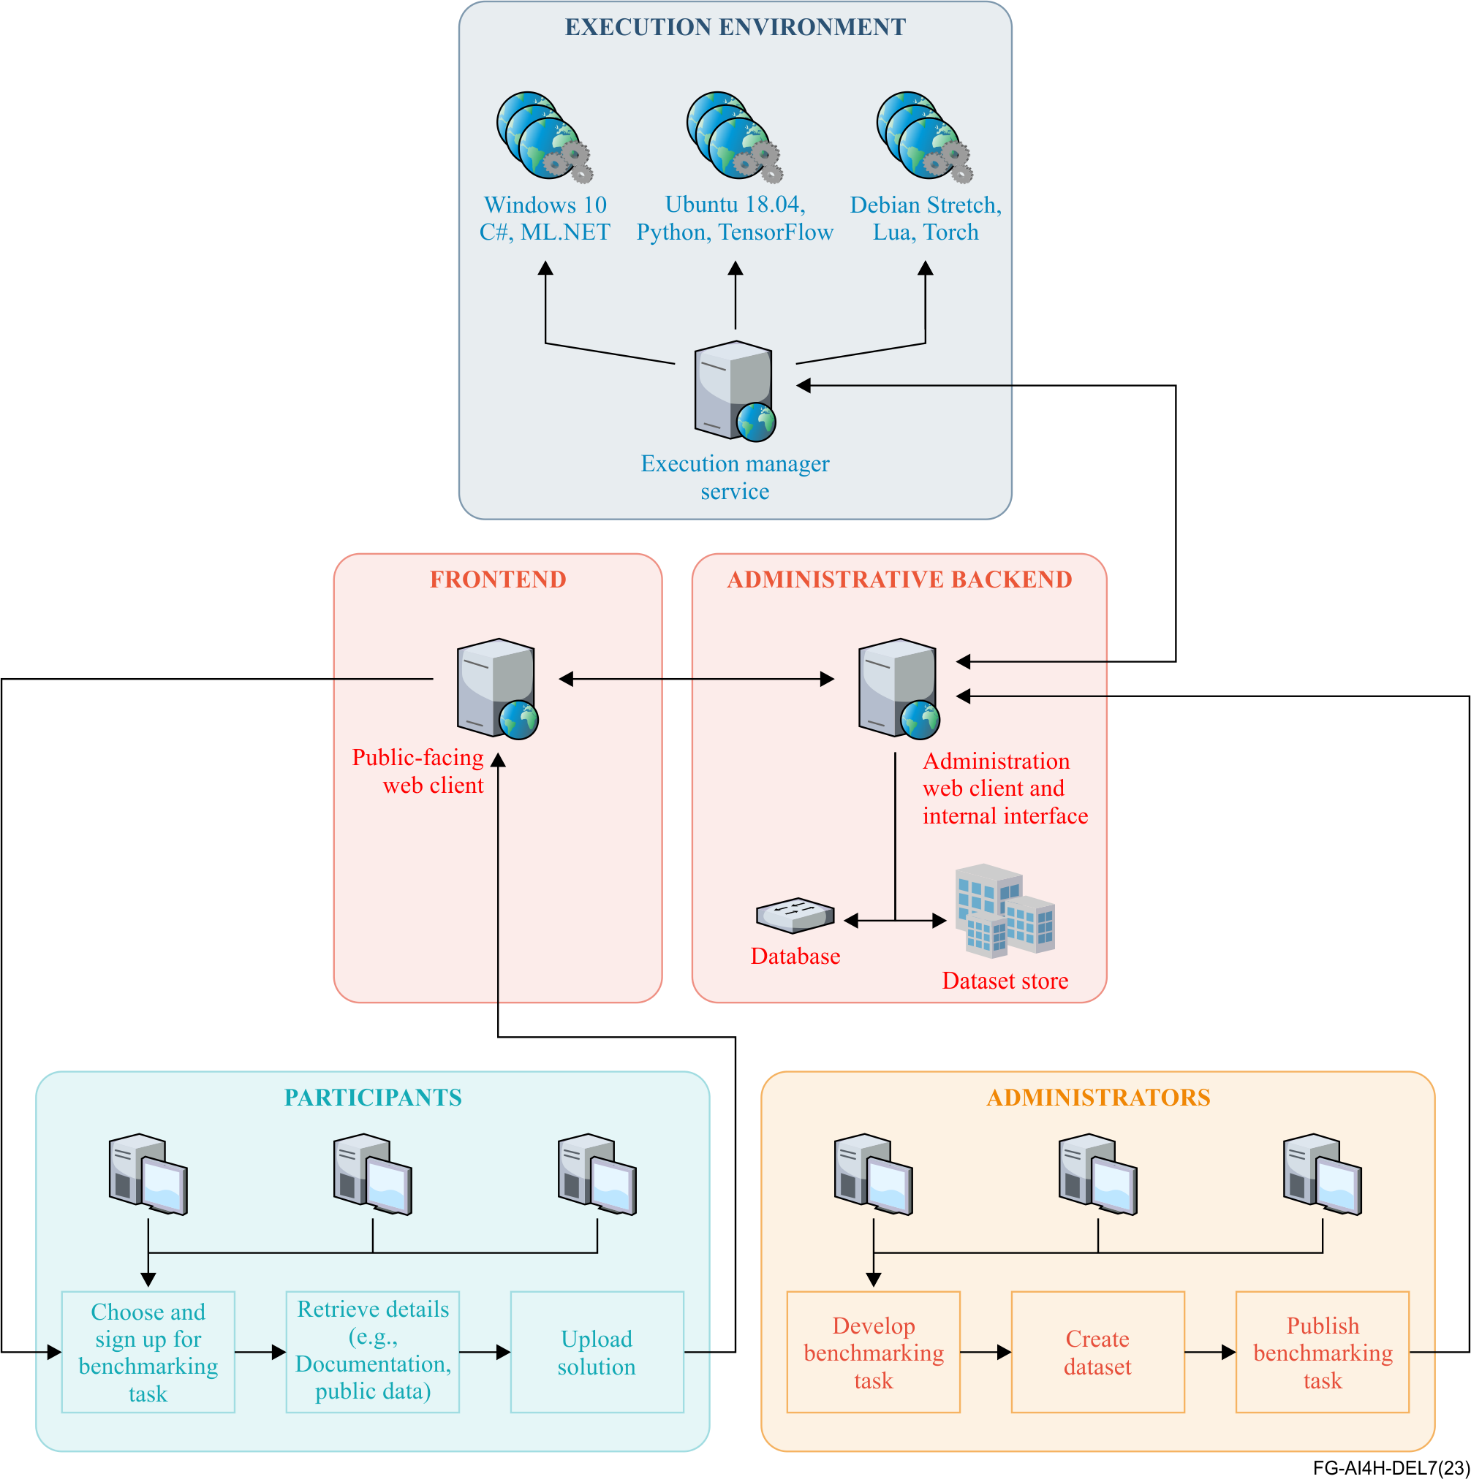 EXECUTION ENVIRONMENT
Windows 10
C#, ML.NET
Ubuntu 18.04,
Python, TensorFlow
Debian Stretch,
Lua, Torch
Execution manager
service
FRONTEND
Public-facing
web client
ADMINISTRATIVE BACKEND
Administration
web client and
internal interface
Database
Dataset store
PARTICIPANTS
Choose and
sign up for
benchmarking
task
Retrieve details
(e.g.,
Documentation,
public data)
Upload
solution
ADMINISTRATORS
Develop
benchmarking
task
Create
dataset
Publish
benchmarking
task
FG-AI4H-DEL7(23)